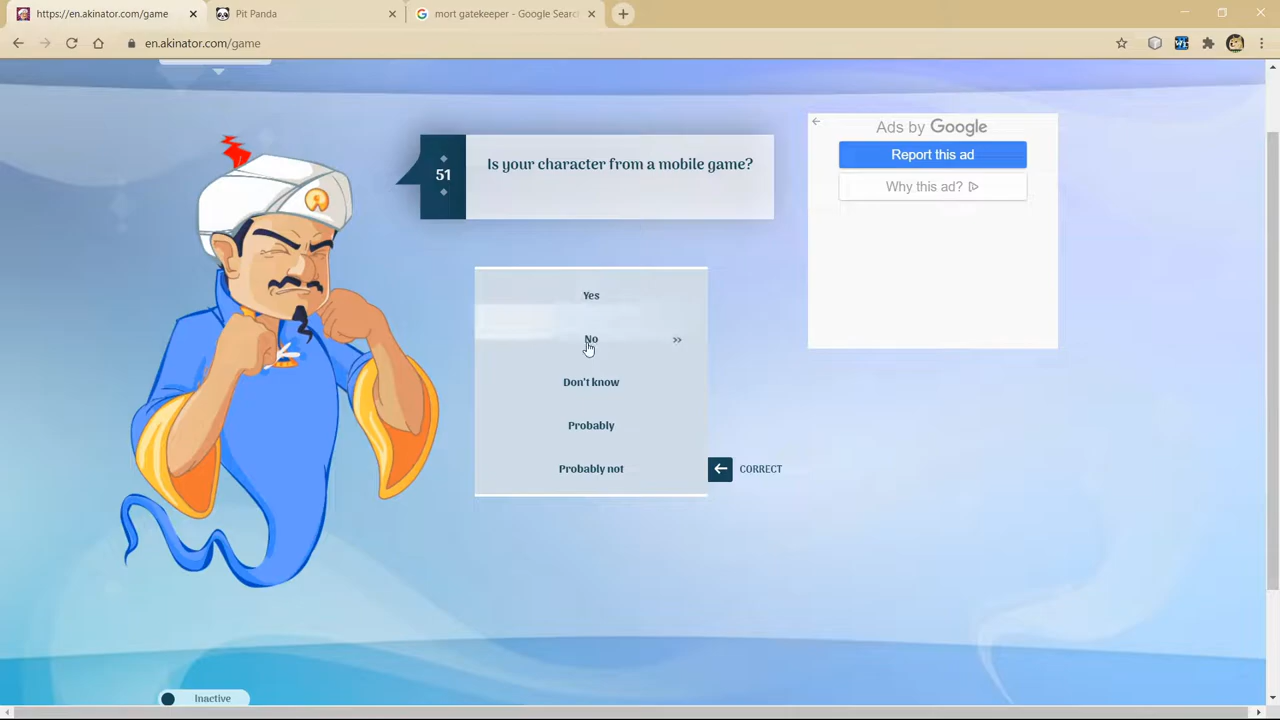 https://en.akinator.com/game
Pit Panda
mort gatekeeper - Google Search
en.akinator.com/game
51
Is your character from a mobile game?
Yes
No
Don't know
Probably
Probably not
CORRECT
Ads by Google
Report this ad
Why this ad?
Inactive